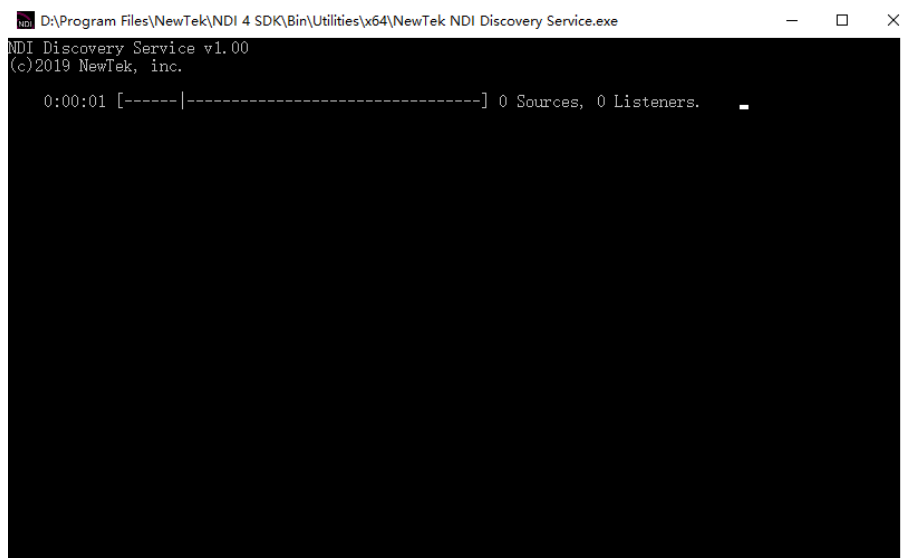 NDI D:\Program Files\NewTek\NDI 4 SDK\Bin\Utilities\x64\NewTek NDI Discovery Service.exe
NDI Discovery Service v1.00
(c)2019 NewTek, inc.
0:00:01 [------|---------------------------------] 0 Sources, 0 Listeners.